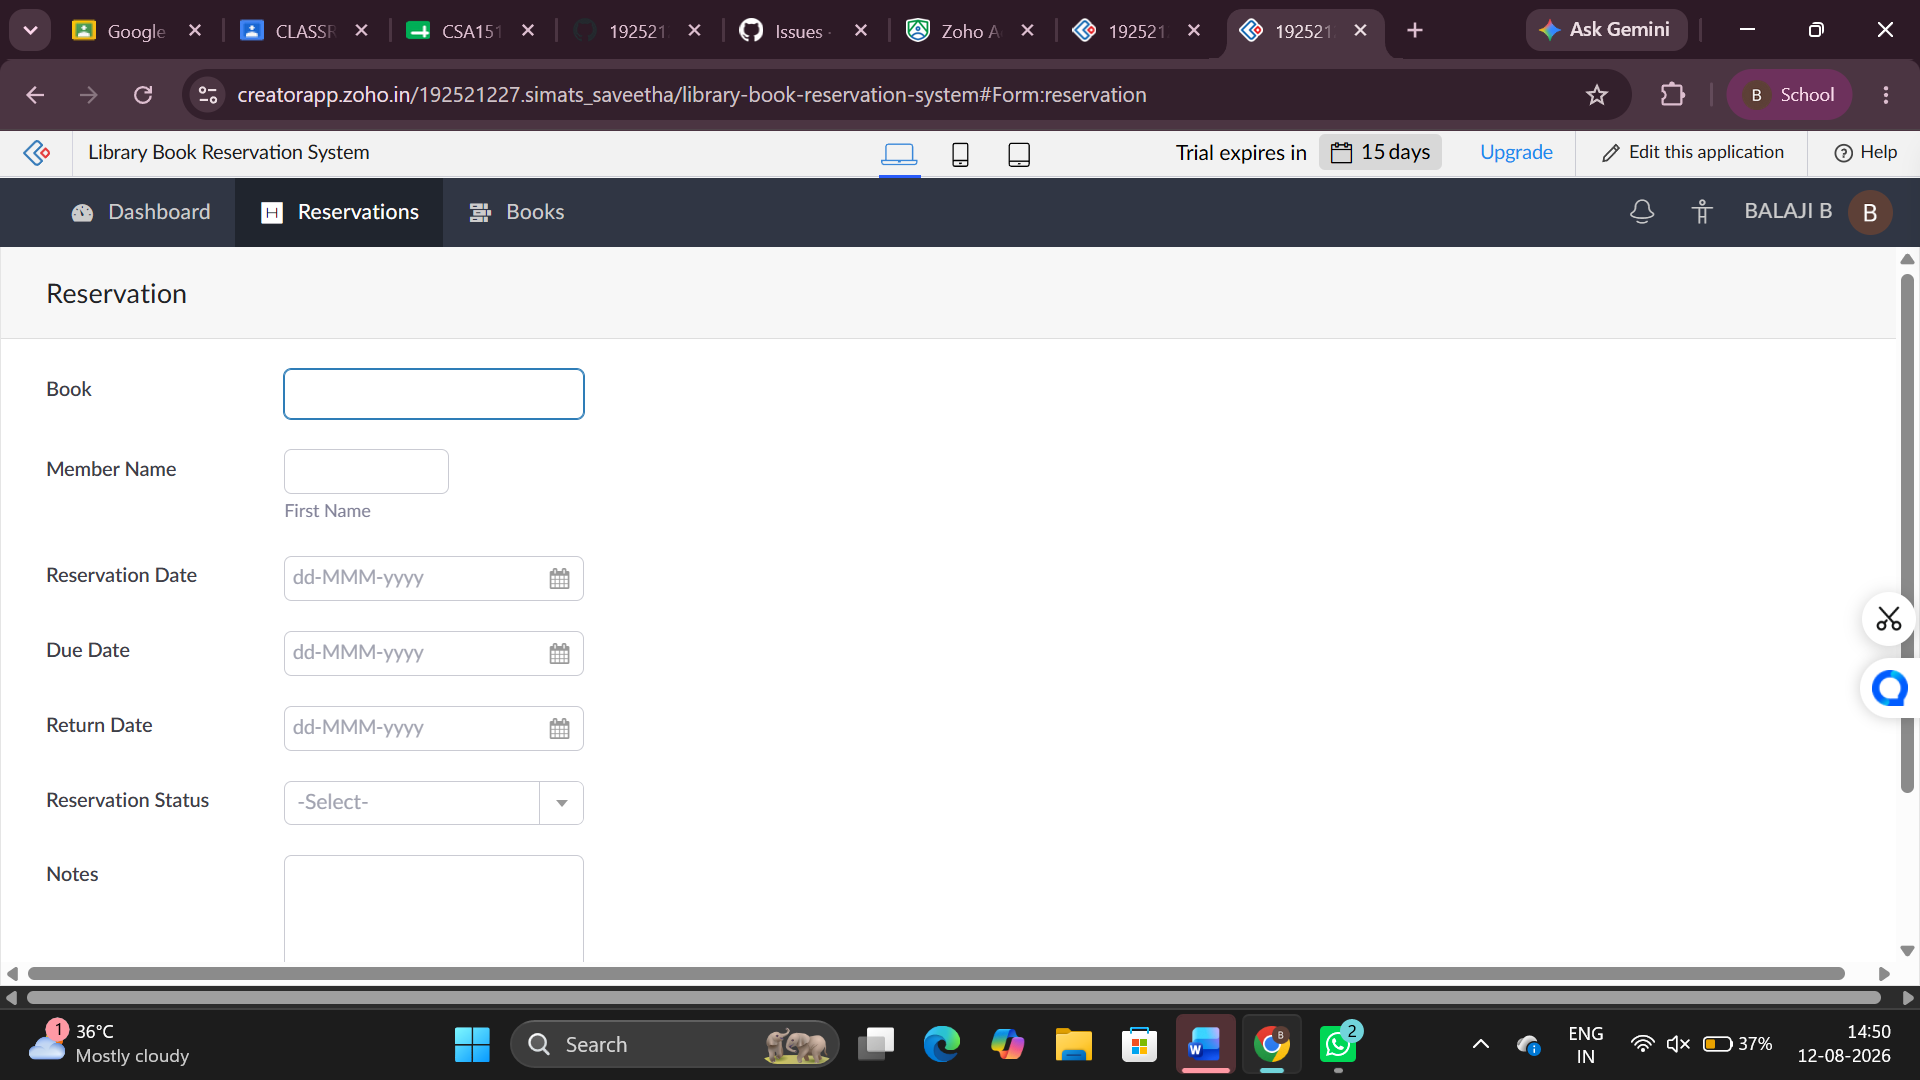 Google
CLASSR
CSA151
192521
Issues ·
Zoho A
192521
192521
Ask Gemini
creatorapp.zoho.in/192521227.simats_saveetha/library-book-reservation-system#Form:reservation
B School
Library Book Reservation System
Trial expires in 15 days
Upgrade
Edit this application
Help
Dashboard
Reservations
Books
BALAJI B
B
Reservation
Book
Member Name
First Name
Reservation Date
dd-MMM-yyyy
Due Date
dd-MMM-yyyy
Return Date
dd-MMM-yyyy
Reservation Status
-Select-
Notes
1
36°C
Mostly cloudy
Search
2
ENG
IN
37%
14:50
12-08-2026